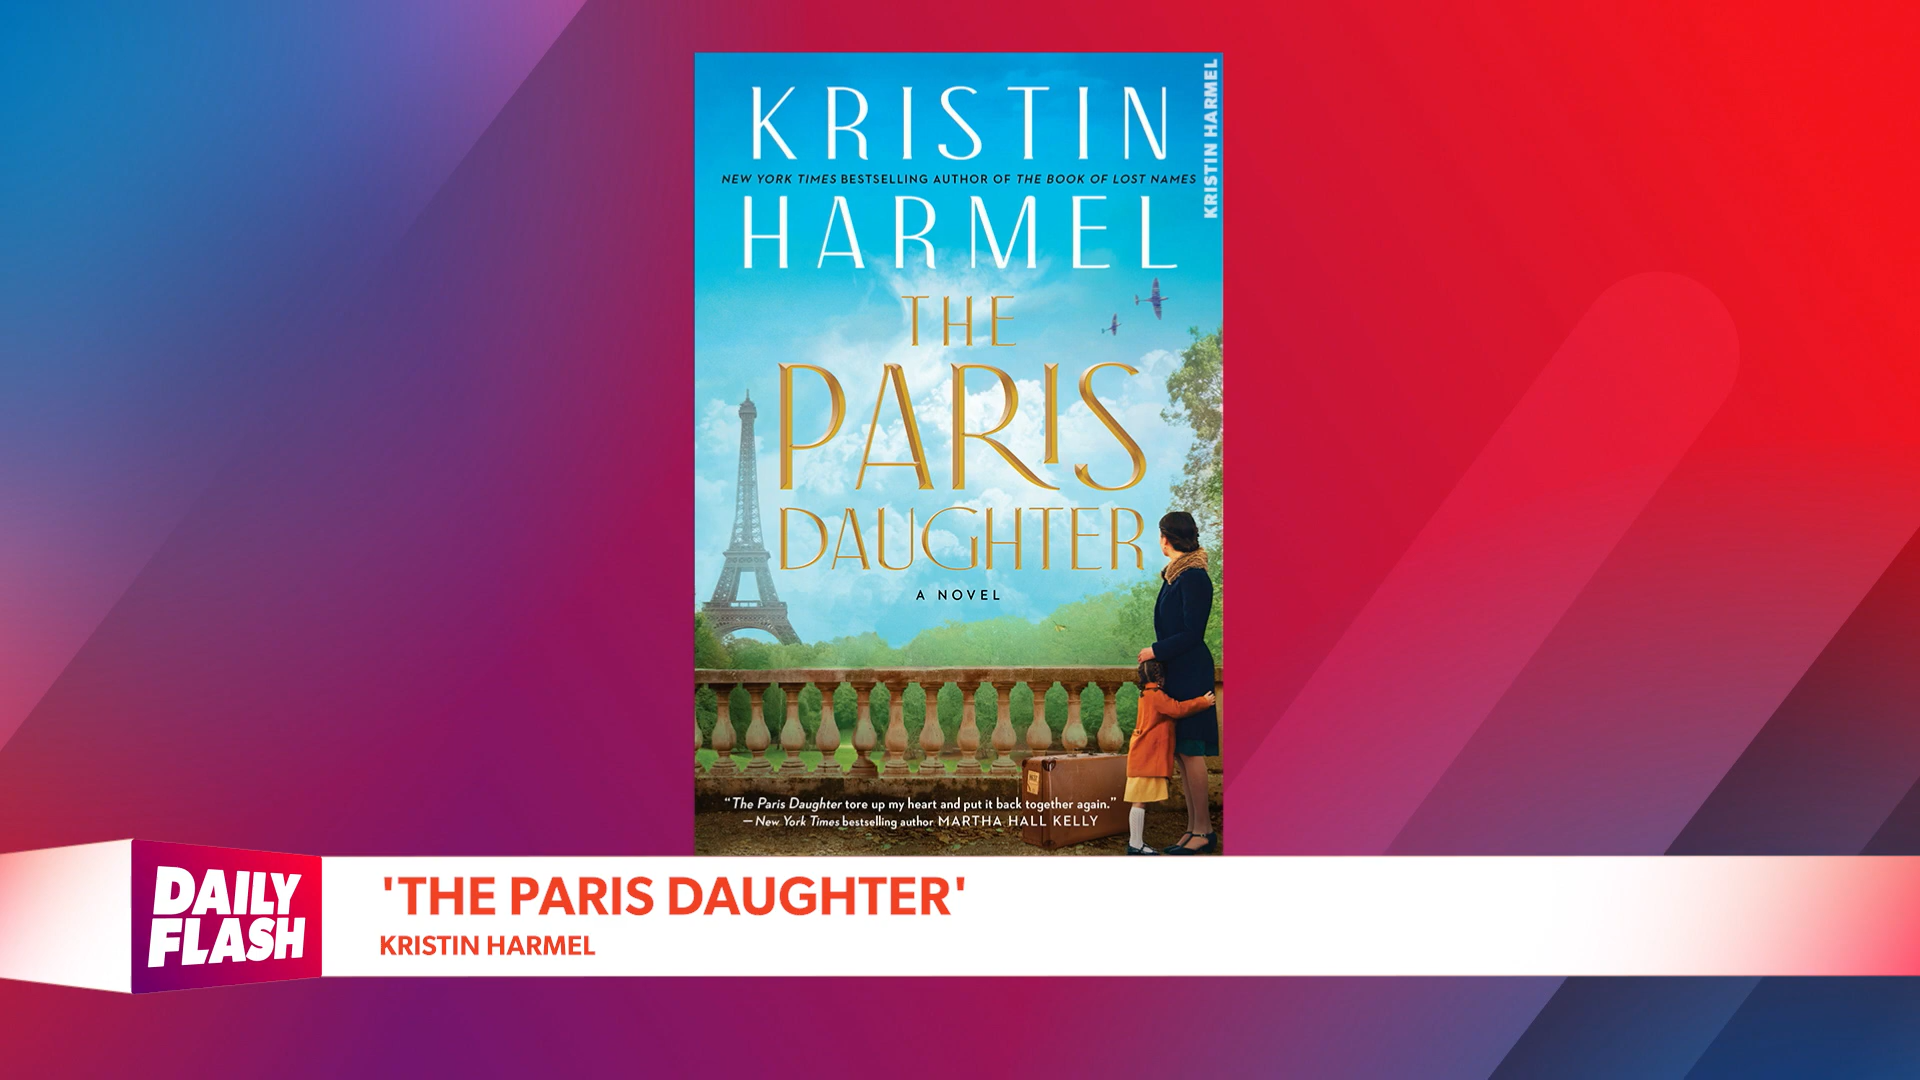 KRISTIN
NEW YORK TIMES BESTSELLING AUTHOR OF THE BOOK OF LOST NAMES
HARMEL
KRISTIN HARMEL
THE
PARIS
DAUGHTER
A NOVEL
“The Paris Daughter tore up my heart and put it back together again.”
—New York Times bestselling author MARTHA HALL KELLY
DAILY
FLASH
'THE PARIS DAUGHTER'
KRISTIN HARMEL